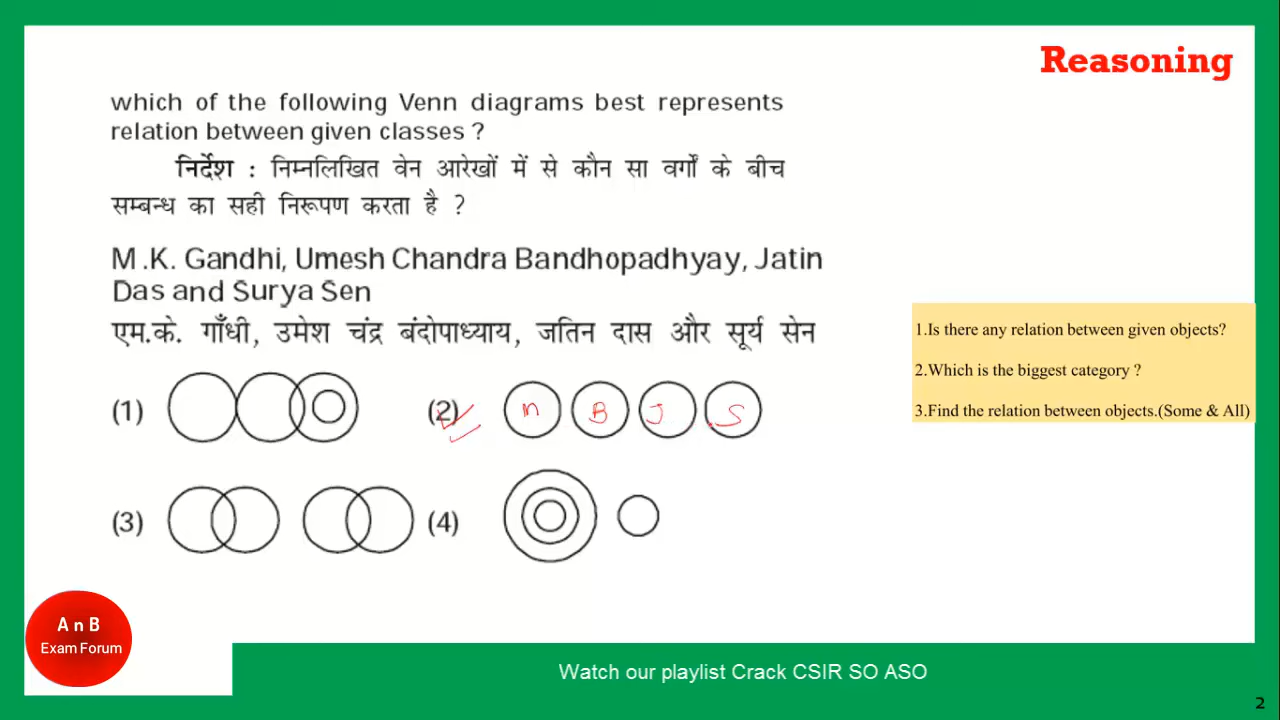 Reasoning
which of the following Venn diagrams best represents
relation between given classes ?
निर्देश : निम्नलिखित वेन आरेखों में से कौन सा वर्गों के बीच
सम्बन्ध का सही निरूपण करता है ?
M.K. Gandhi, Umesh Chandra Bandhopadhyay, Jatin
Das and Surya Sen
एम.के. गाँधी, उमेश चंद्र बंदोपाध्याय, जतिन दास और सूर्य सेन
1.Is there any relation between given objects?
2.Which is the biggest category ?
3.Find the relation between objects.(Some & All)
(1) (2) m B J S
(3) (4)
A n B
Exam Forum
Watch our playlist Crack CSIR SO ASO
2